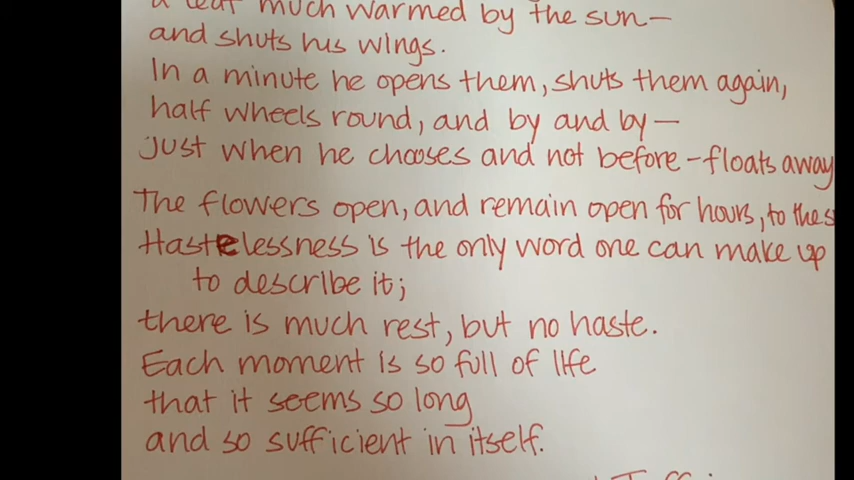 a leaf much warmed by the sun—
and shuts his wings.
In a minute he opens them, shuts them again,
half wheels round, and by and by—
just when he chooses and not before – floats away
The flowers open, and remain open for hours, to the s
Hastelessness is the only word one can make up
to describe it;
there is much rest, but no haste.
Each moment is so full of life
that it seems so long
and so sufficient in itself.